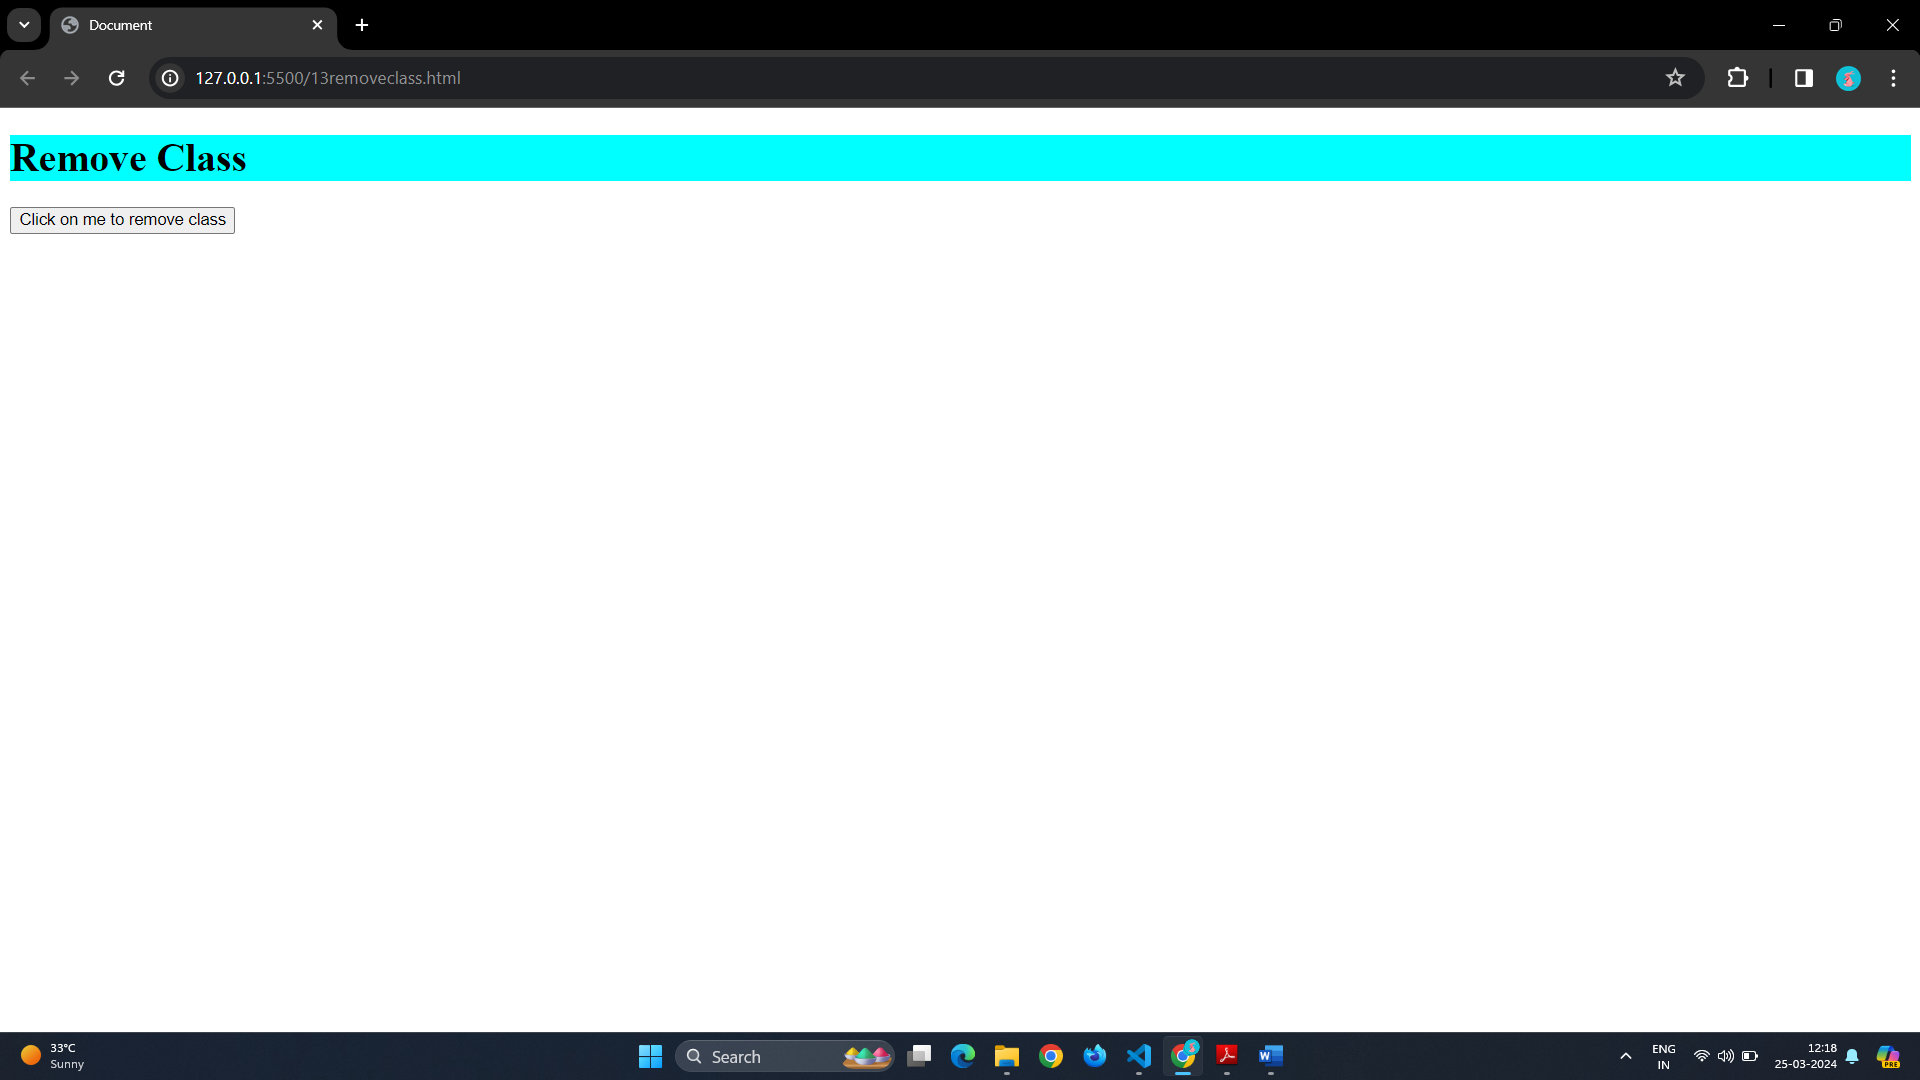 Document
127.0.0.1:5500/13removeclass.html
Remove Class
Click on me to remove class
33°C
Sunny
Search
W
PRE
ENG
IN
12:18
25-03-2024